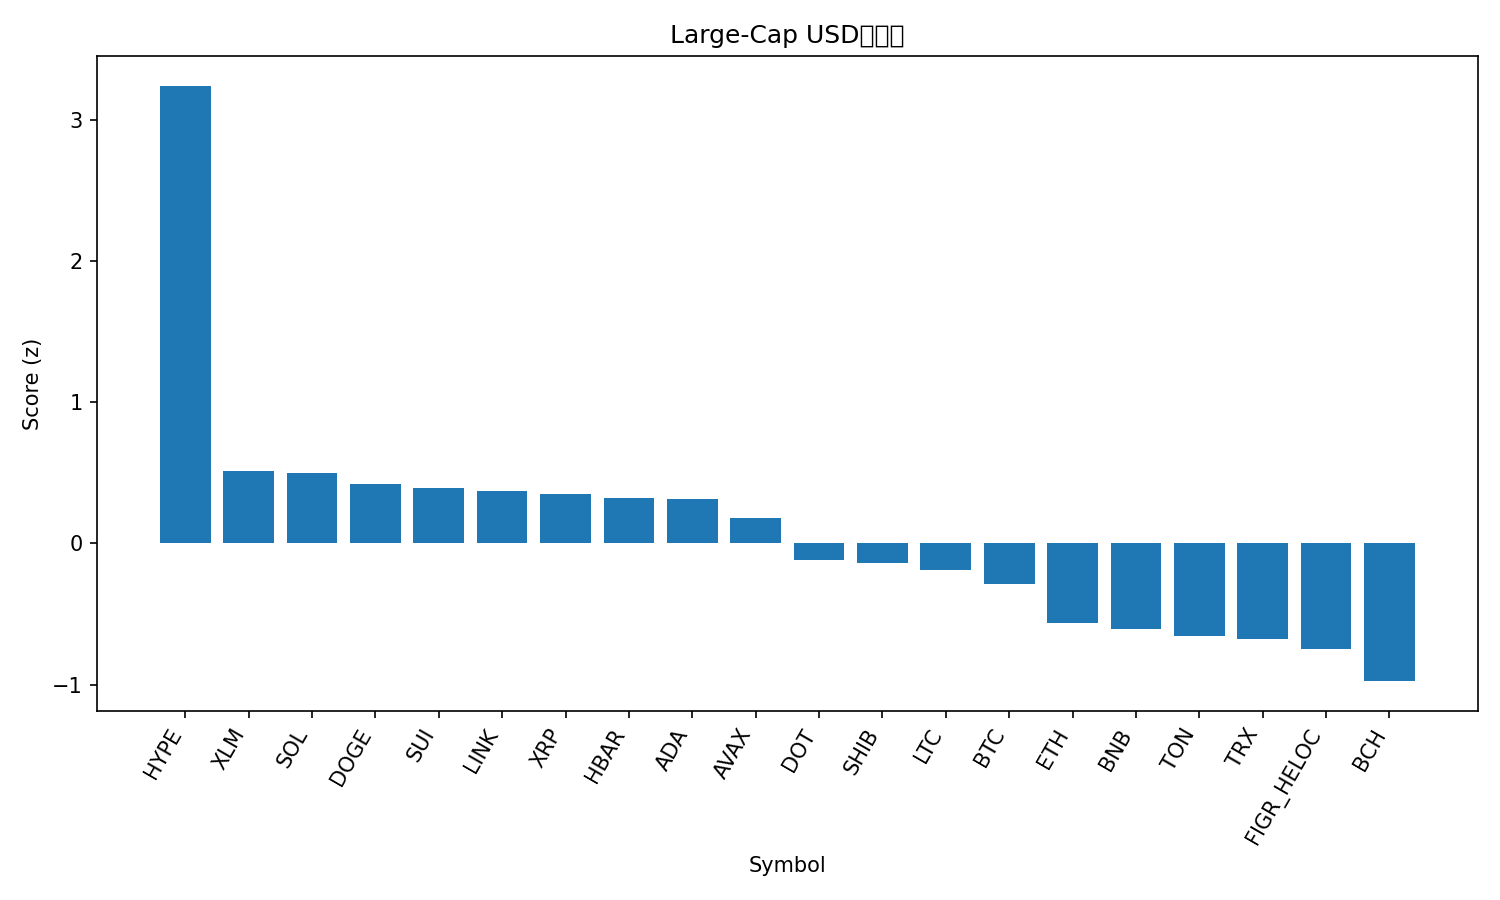 Large-Cap USD
Score (z)
3
2
1
0
−1
HYPE
XLM
SOL
DOGE
SUI
LINK
XRP
HBAR
ADA
AVAX
DOT
SHIB
LTC
BTC
ETH
BNB
TON
TRX
FIGR_HELOC
BCH
Symbol